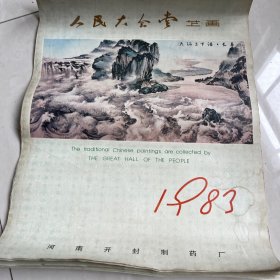 人民大会堂 国画
The traditional Chinese paintings are collected by
THE GREAT HALL OF THE PEOPLE
1983
河南开封制药厂